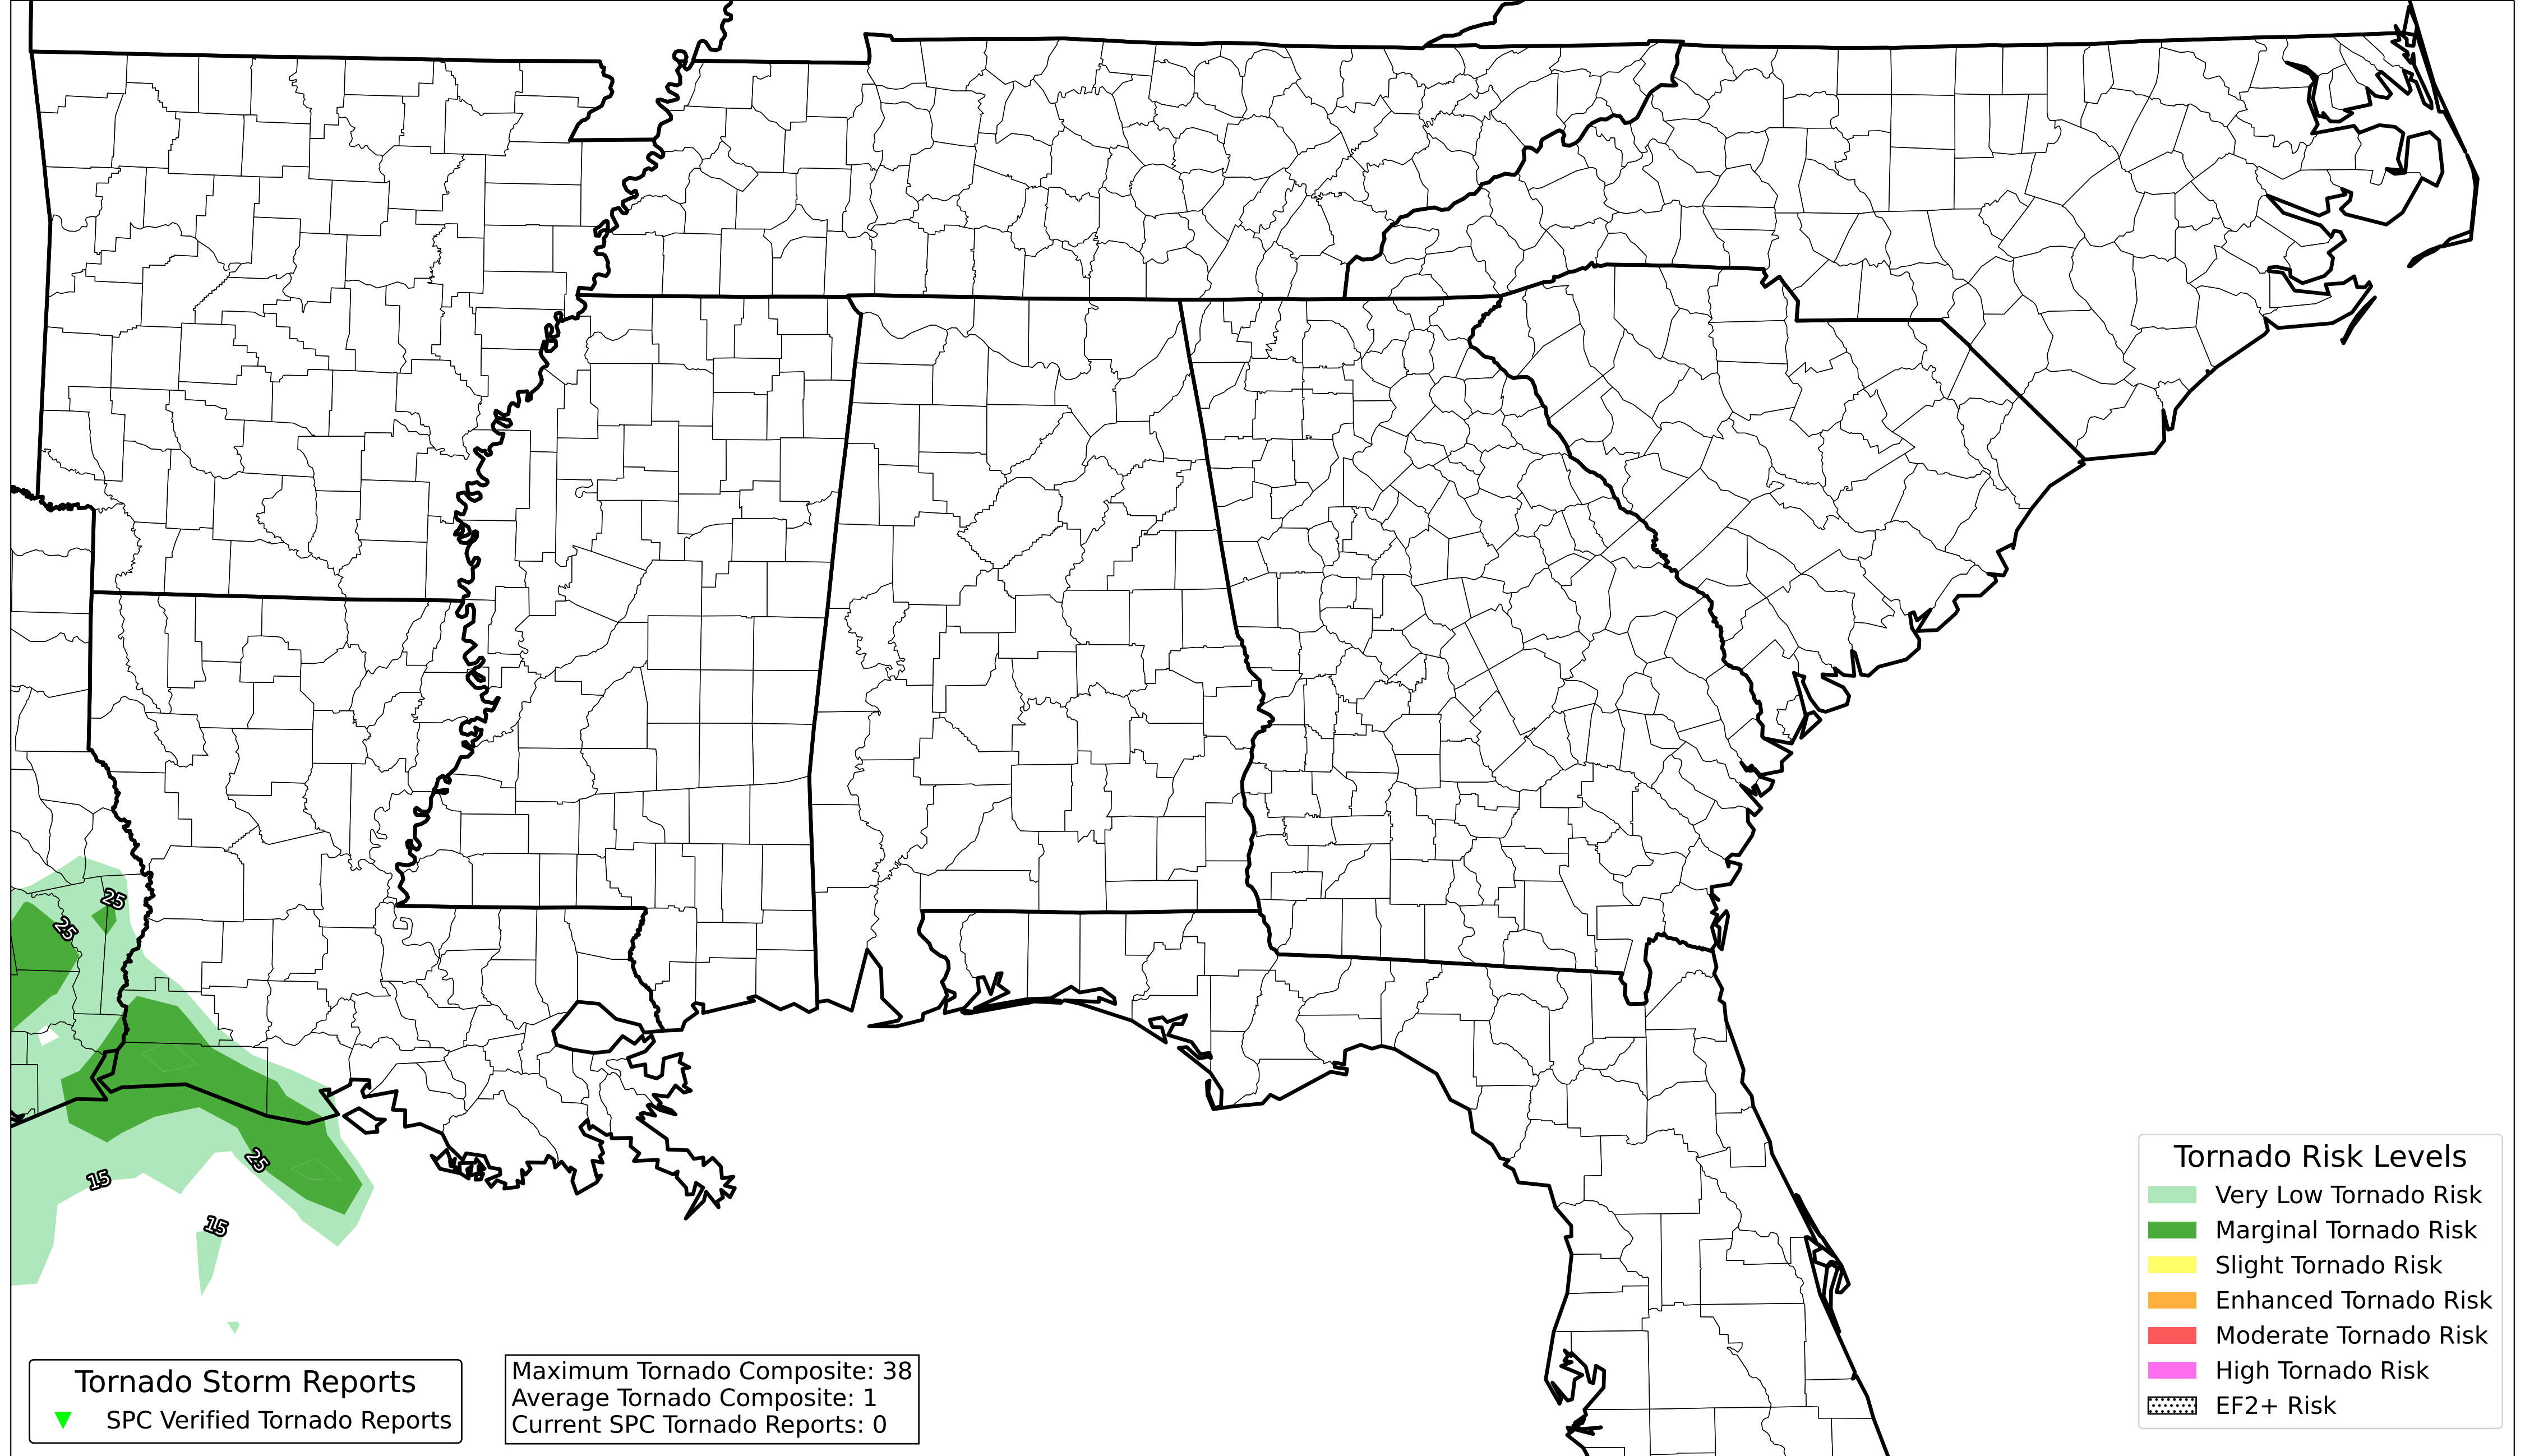 25
25
25
15
15
Tornado Storm Reports
SPC Verified Tornado Reports
Maximum Tornado Composite: 38
Average Tornado Composite: 1
Current SPC Tornado Reports: 0
Tornado Risk Levels
Very Low Tornado Risk
Marginal Tornado Risk
Slight Tornado Risk
Enhanced Tornado Risk
Moderate Tornado Risk
High Tornado Risk
EF2+ Risk